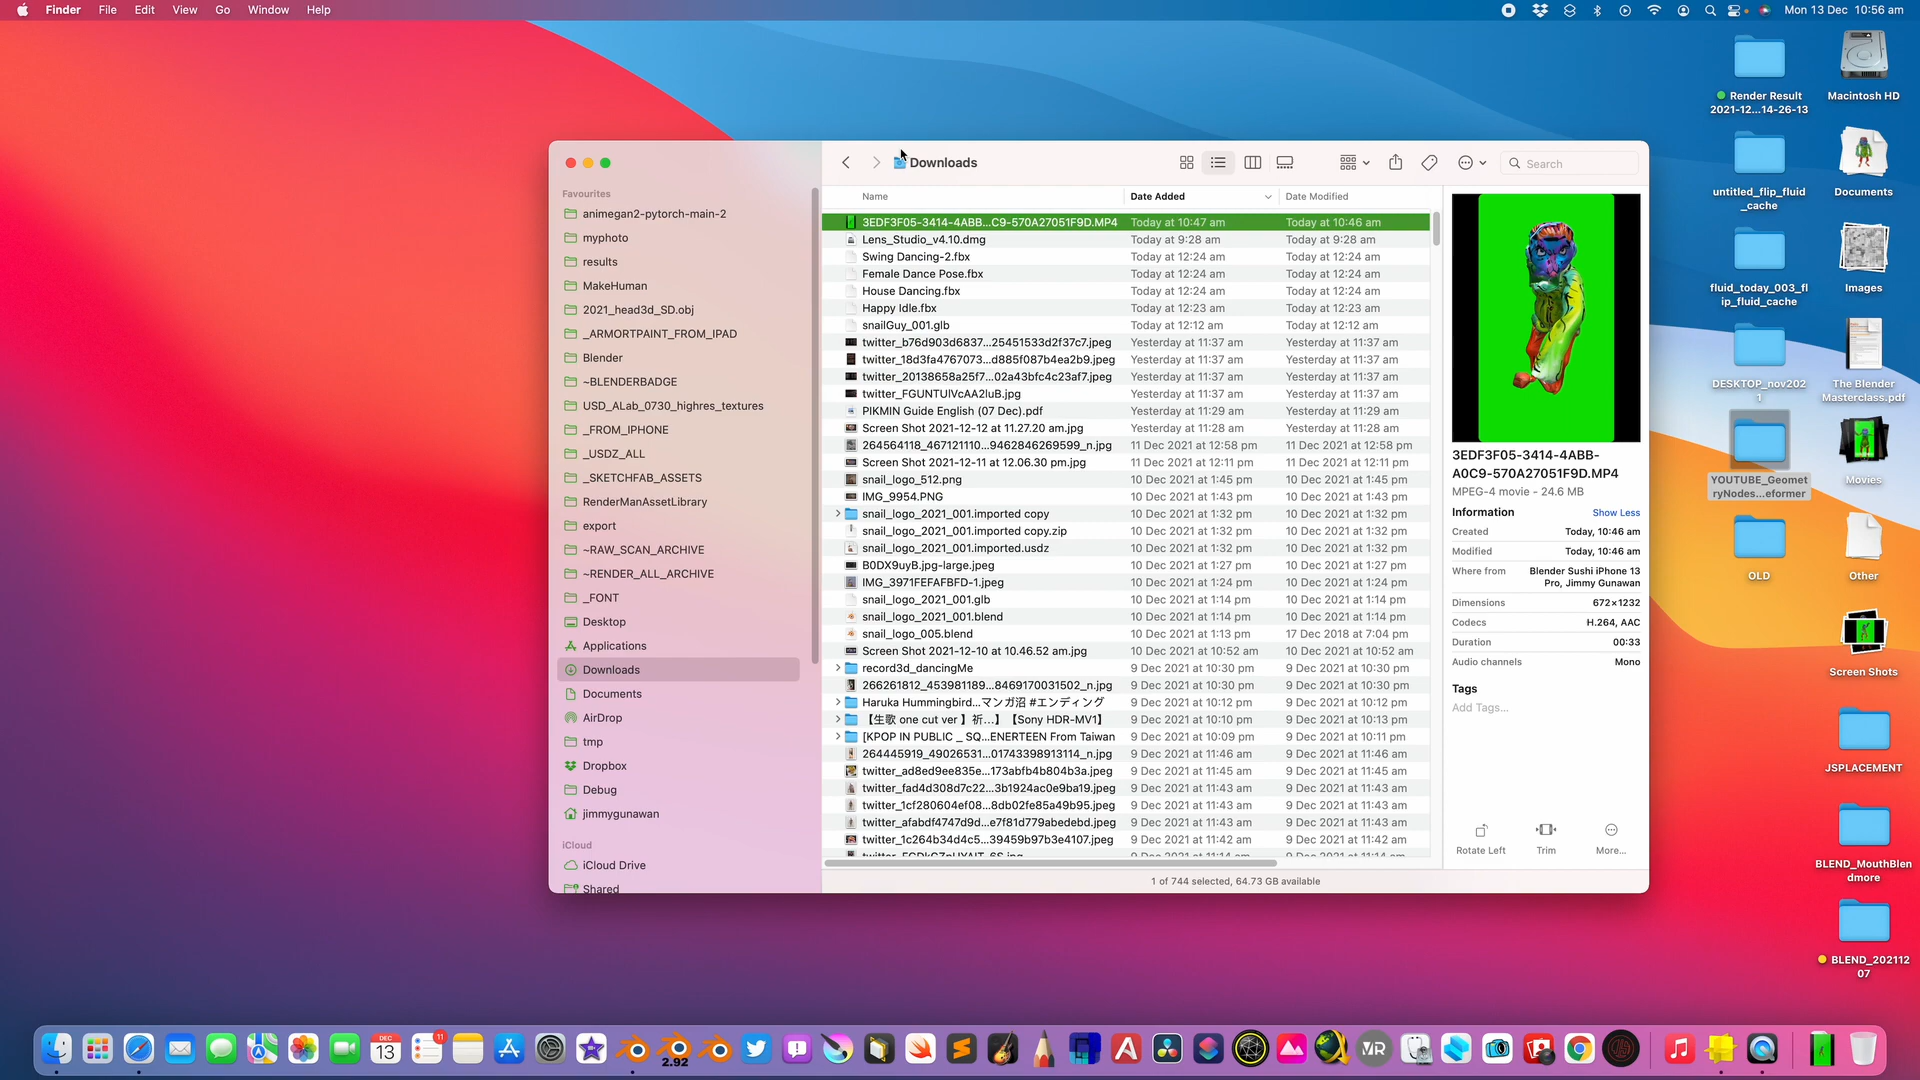 Finder File Edit View Go Window Help
Mon 13 Dec 10:56 am
Downloads
Search
Favourites
animegan2-pytorch-main-2
myphoto
results
MakeHuman
2021_head3d_SD.obj
_ARMORTPAINT_FROM_IPAD
Blender
~BLENDERBADGE
USD_ALab_0730_highres_textures
_FROM_IPHONE
_USDZ_ALL
_SKETCHFAB_ASSETS
RenderManAssetLibrary
export
~RAW_SCAN_ARCHIVE
~RENDER_ALL_ARCHIVE
_FONT
Desktop
Applications
Downloads
Documents
AirDrop
tmp
Dropbox
Debug
jimmygunawan
iCloud
iCloud Drive
Shared
Name Date Added Date Modified
3EDF3F05-3414-4ABB...C9-570A27051F9D.MP4 Today at 10:47 am Today at 10:46 am
Lens_Studio_v4.10.dmg Today at 9:28 am Today at 9:28 am
Swing Dancing-2.fbx Today at 12:24 am Today at 12:24 am
Female Dance Pose.fbx Today at 12:24 am Today at 12:24 am
House Dancing.fbx Today at 12:24 am Today at 12:24 am
Happy Idle.fbx Today at 12:23 am Today at 12:23 am
snailGuy_001.glb Today at 12:12 am Today at 12:12 am
twitter_b76d903d6837...25451533d2f37c7.jpeg Yesterday at 11:37 am Yesterday at 11:37 am
twitter_18d3fa4767073...d885f087b4ea2b9.jpeg Yesterday at 11:37 am Yesterday at 11:37 am
twitter_20138658a25f7...02a43bfc4c23af7.jpeg Yesterday at 11:37 am Yesterday at 11:37 am
twitter_FGUNTUIVcAA2luB.jpg Yesterday at 11:37 am Yesterday at 11:37 am
PIKMIN Guide English (07 Dec).pdf Yesterday at 11:29 am Yesterday at 11:29 am
Screen Shot 2021-12-12 at 11.27.20 am.jpg Yesterday at 11:28 am Yesterday at 11:28 am
264564118_467121110...9462846269599_n.jpg 11 Dec 2021 at 12:58 pm 11 Dec 2021 at 12:58 pm
Screen Shot 2021-12-11 at 12.06.30 pm.jpg 11 Dec 2021 at 12:11 pm 11 Dec 2021 at 12:11 pm
snail_logo_512.png 10 Dec 2021 at 1:45 pm 10 Dec 2021 at 1:45 pm
IMG_9954.PNG 10 Dec 2021 at 1:43 pm 10 Dec 2021 at 1:43 pm
snail_logo_2021_001.imported copy 10 Dec 2021 at 1:32 pm 10 Dec 2021 at 1:32 pm
snail_logo_2021_001.imported copy.zip 10 Dec 2021 at 1:32 pm 10 Dec 2021 at 1:32 pm
snail_logo_2021_001.imported.usdz 10 Dec 2021 at 1:32 pm 10 Dec 2021 at 1:32 pm
B0DX9uyB.jpg-large.jpeg 10 Dec 2021 at 1:27 pm 10 Dec 2021 at 1:27 pm
IMG_3971FEFAFBFD-1.jpeg 10 Dec 2021 at 1:24 pm 10 Dec 2021 at 1:24 pm
snail_logo_2021_001.glb 10 Dec 2021 at 1:14 pm 10 Dec 2021 at 1:14 pm
snail_logo_2021_001.blend 10 Dec 2021 at 1:14 pm 10 Dec 2021 at 1:14 pm
snail_logo_005.blend 10 Dec 2021 at 1:13 pm 17 Dec 2018 at 7:04 pm
Screen Shot 2021-12-10 at 10.46.52 am.jpg 10 Dec 2021 at 10:52 am 10 Dec 2021 at 10:52 am
record3d_dancingMe 9 Dec 2021 at 10:30 pm 9 Dec 2021 at 10:30 pm
266261812_453981189...8469170031502_n.jpg 9 Dec 2021 at 10:30 pm 9 Dec 2021 at 10:30 pm
Haruka Hummingbird...マンガ沼 #エンディング 9 Dec 2021 at 10:12 pm 9 Dec 2021 at 10:12 pm
【生歌 one cut ver 】祈...】【Sony HDR-MV1】 9 Dec 2021 at 10:10 pm 9 Dec 2021 at 10:13 pm
[KPOP IN PUBLIC _ SQ...ENERTEEN From Taiwan 9 Dec 2021 at 10:09 pm 9 Dec 2021 at 10:11 pm
264445919_49026531...01743398913114_n.jpg 9 Dec 2021 at 11:46 am 9 Dec 2021 at 11:46 am
twitter_ad8ed9ee835e...173abfb4b804b3a.jpeg 9 Dec 2021 at 11:45 am 9 Dec 2021 at 11:45 am
twitter_fad4d308d7c22...3b1924ac0e9ba19.jpeg 9 Dec 2021 at 11:43 am 9 Dec 2021 at 11:43 am
twitter_1cf280604ef08...8db02fe85a49b95.jpeg 9 Dec 2021 at 11:43 am 9 Dec 2021 at 11:43 am
twitter_afabdf4747d9d...e7f81d779abedebd.jpeg 9 Dec 2021 at 11:43 am 9 Dec 2021 at 11:43 am
twitter_1c264b34d4c5...39459b97b3e4107.jpeg 9 Dec 2021 at 11:42 am 9 Dec 2021 at 11:42 am
1 of 744 selected, 64.73 GB available
3EDF3F05-3414-4ABB-
A0C9-570A27051F9D.MP4
MPEG-4 movie - 24.6 MB
Information Show Less
Created Today, 10:46 am
Modified Today, 10:46 am
Where from Blender Sushi iPhone 13
Pro, Jimmy Gunawan
Dimensions 672×1232
Codecs H.264, AAC
Duration 00:33
Audio channels Mono
Tags
Add Tags...
Rotate Left Trim More...
Render Result
2021-12...14-26-13
Macintosh HD
untitled_flip_fluid
_cache
Documents
fluid_today_003_fl
ip_fluid_cache
Images
DESKTOP_nov202
1
The Blender
Masterclass.pdf
YOUTUBE_Geomet
ryNodes...eformer
Movies
OLD
Other
Screen Shots
JSPLACEMENT
BLEND_MouthBlen
dmore
BLEND_202112
07
DEC
13
11
2.92